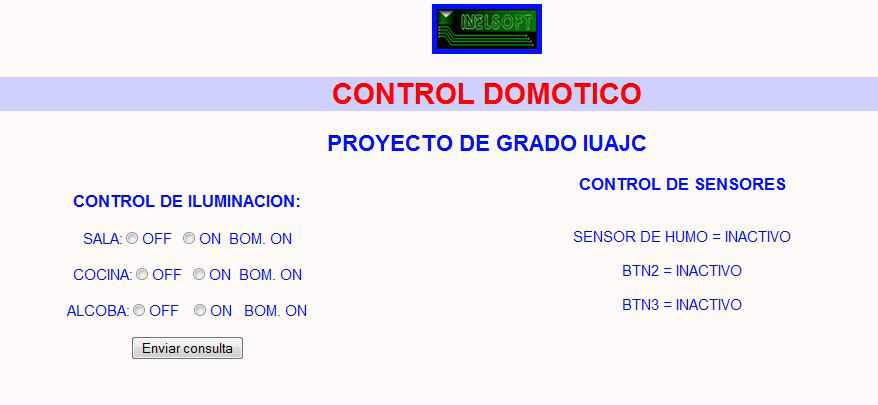 INELSOFT
CONTROL DOMOTICO
PROYECTO DE GRADO IUAJC
CONTROL DE ILUMINACION:
SALA: OFF ON BOM. ON
COCINA: OFF ON BOM. ON
ALCOBA: OFF ON BOM. ON
Enviar consulta
CONTROL DE SENSORES
SENSOR DE HUMO = INACTIVO
BTN2 = INACTIVO
BTN3 = INACTIVO